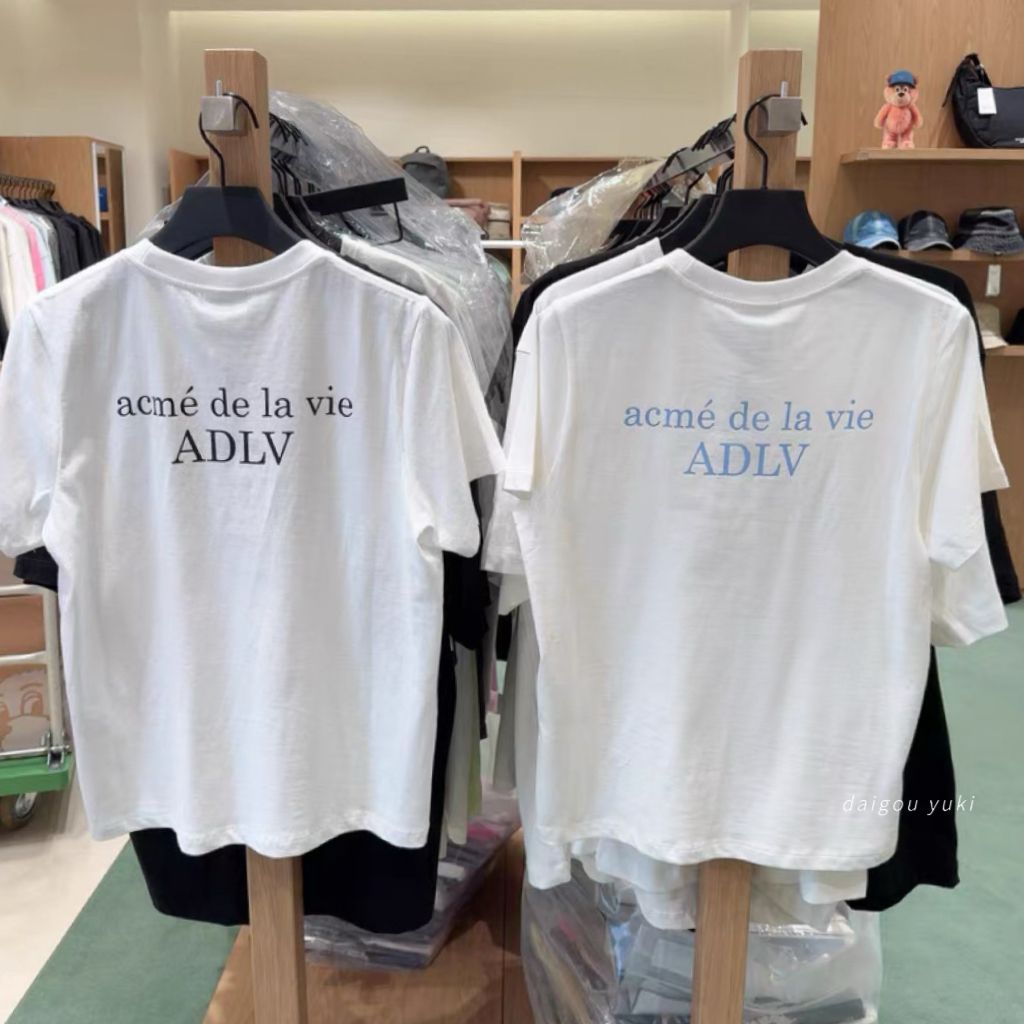 acmé de la vie
ADLV
acmé de la vie
ADLV
daigou yuki